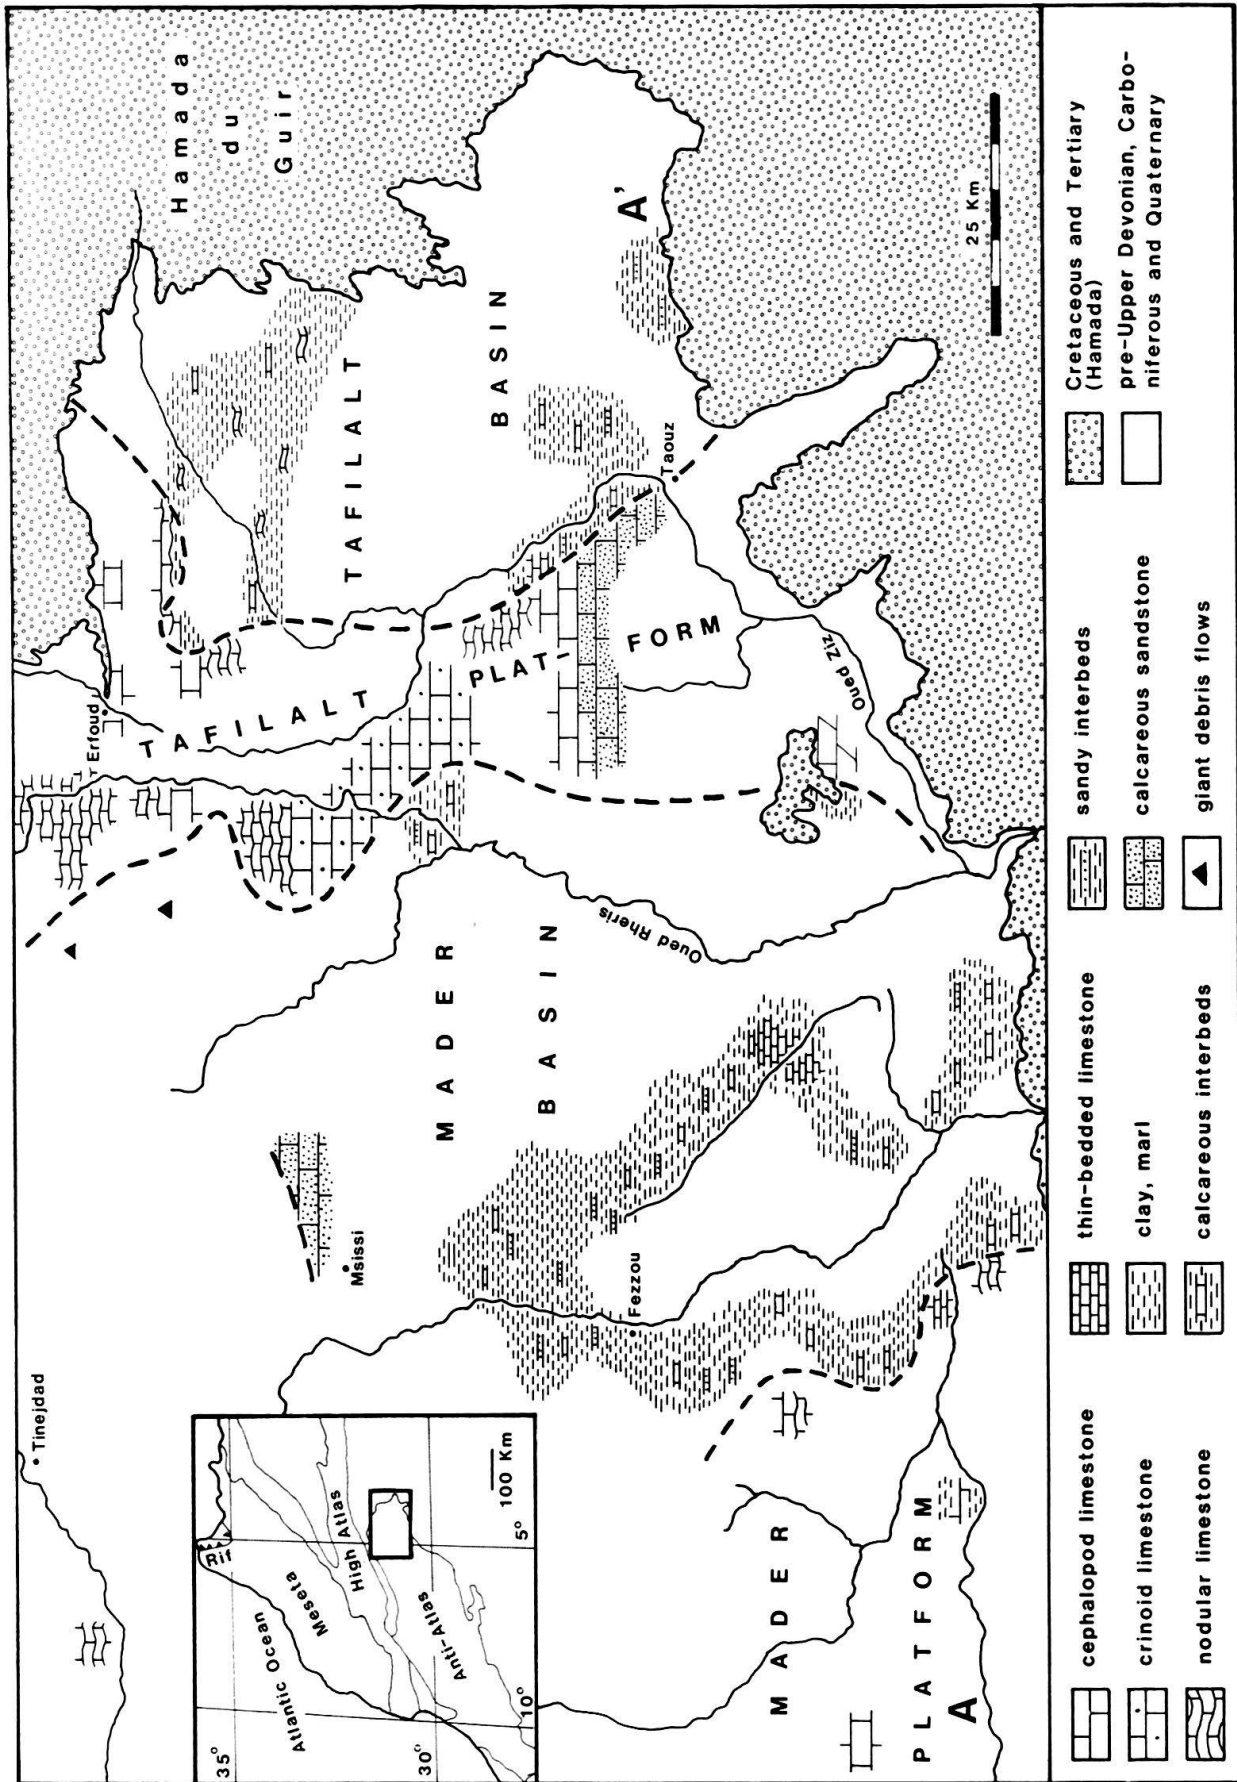 Hamada
du
Guir
Tinejdad
Erfoud
TAFILALT
PLAT-
FORM
TAFILALT
BASIN
Msissi
MADER
BASIN
Fezzou
Taouz
Oued Rheris
Oued Ziz
MADER
PLATFORM
A
A'
25 Km
Atlantic Ocean
Rif
Meseta
High Atlas
Anti-Atlas
35°
30°
10°
5°
100 Km
cephalopod limestone
crinoid limestone
nodular limestone
thin-bedded limestone
clay, marl
calcareous interbeds
sandy interbeds
calcareous sandstone
giant debris flows
Cretaceous and Tertiary
(Hamada)
pre-Upper Devonian, Carbo-
niferous and Quaternary